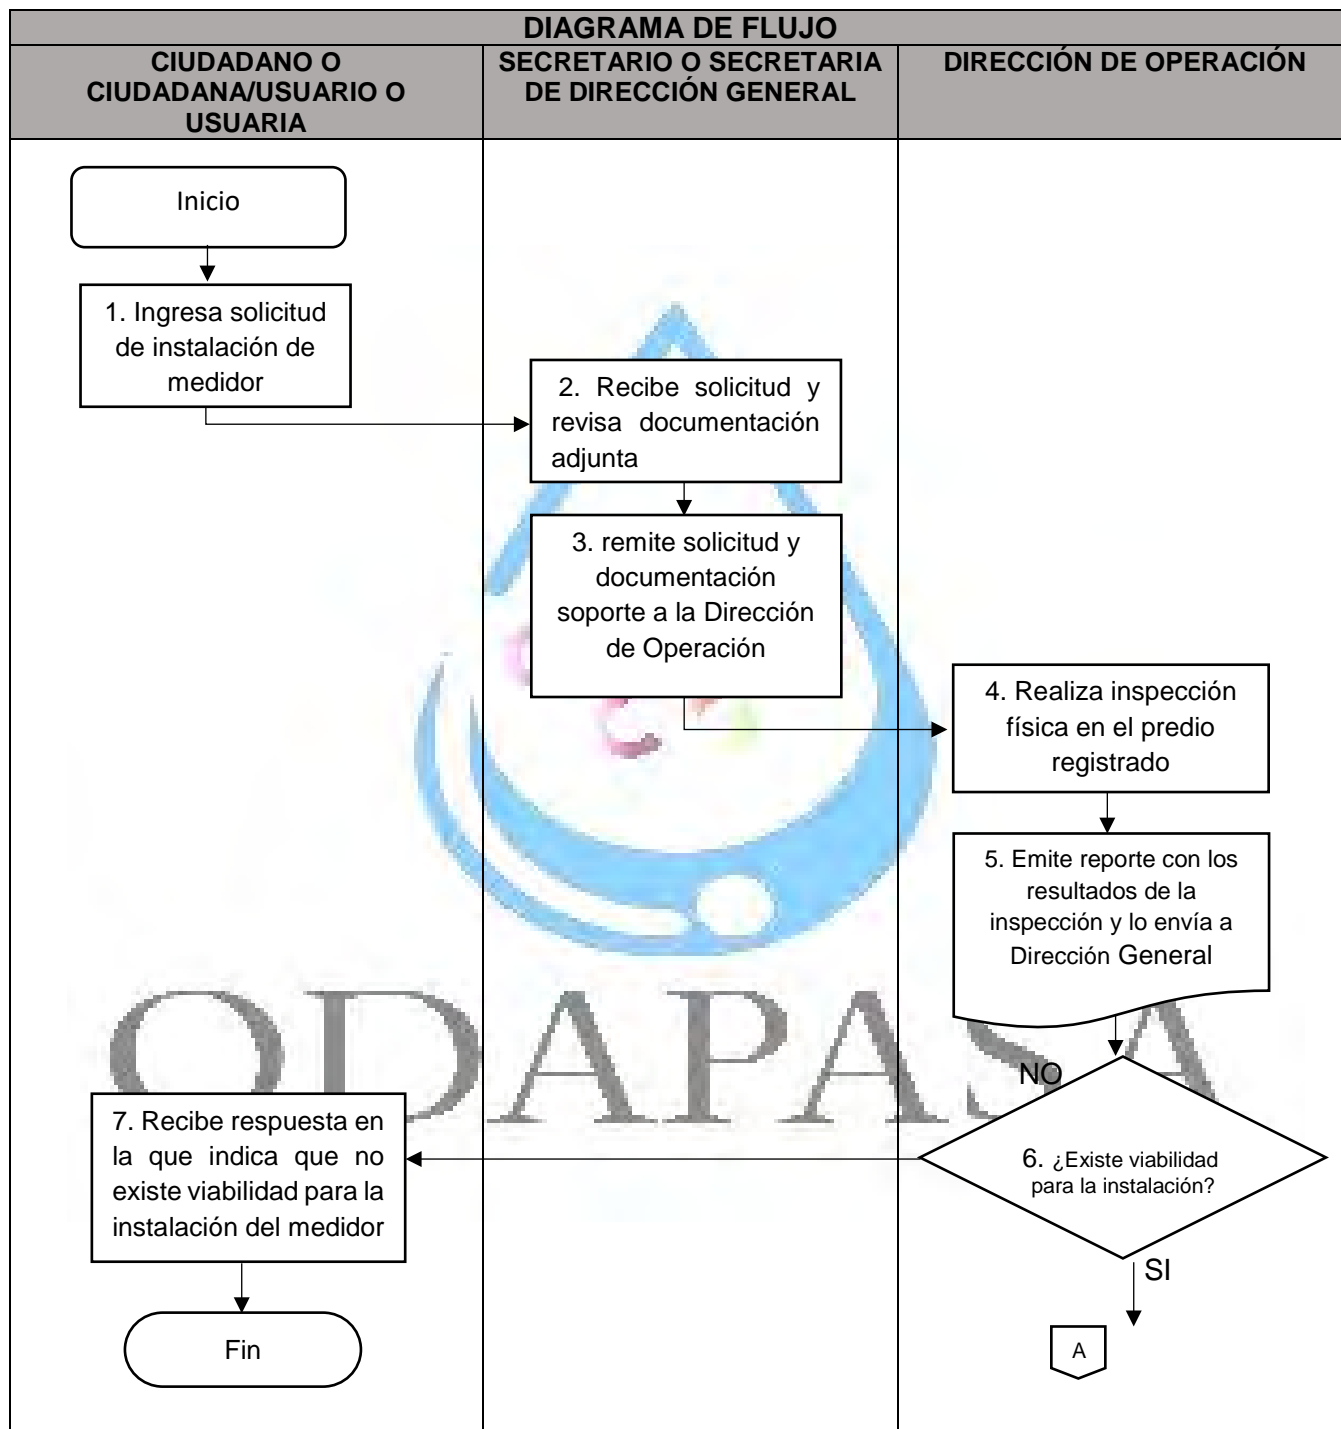 DIAGRAMA DE FLUJO
CIUDADANO O
CIUDADANA/USUARIO O
USUARIA
SECRETARIO O SECRETARIA
DE DIRECCIÓN GENERAL
DIRECCIÓN DE OPERACIÓN
Inicio
1. Ingresa solicitud
de instalación de
medidor
2. Recibe solicitud y
revisa documentación
adjunta
3. remite solicitud y
documentación
soporte a la Dirección
de Operación
4. Realiza inspección
física en el predio
registrado
5. Emite reporte con los
resultados de la
inspección y lo envía a
Dirección General
ODAPASA
NO
6. ¿Existe viabilidad
para la instalación?
7. Recibe respuesta en
la que indica que no
existe viabilidad para la
instalación del medidor
SI
Fin
A